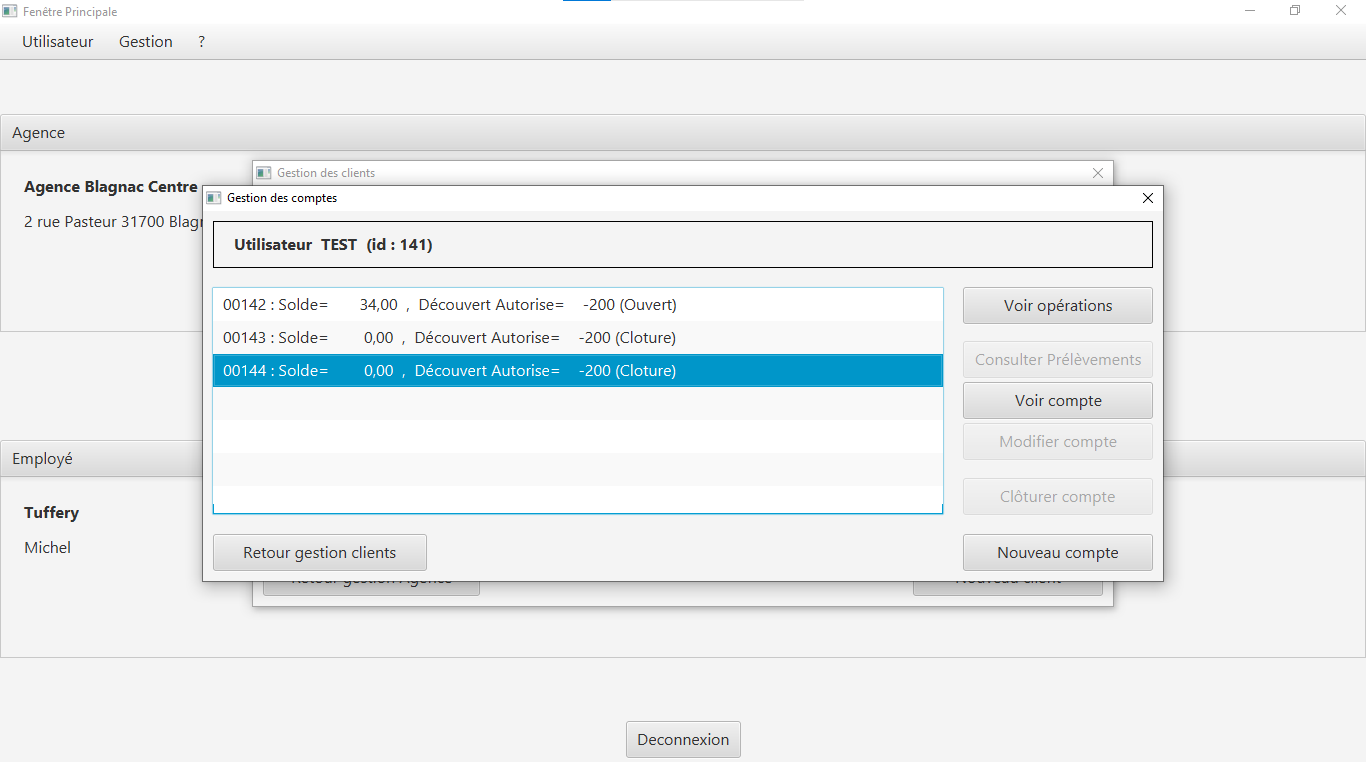 Fenêtre Principale
Utilisateur Gestion ?
Agence
Agence Blagnac Centre
2 rue Pasteur 31700
Gestion des clients
Gestion des comptes
Utilisateur TEST (id : 141)
00142 : Solde= 34,00 , Découvert Autorise= -200 (Ouvert)
00143 : Solde= 0,00 , Découvert Autorise= -200 (Cloture)
00144 : Solde= 0,00 , Découvert Autorise= -200 (Cloture)
Voir opérations
Consulter Prélèvements
Voir compte
Modifier compte
Clôturer compte
Retour gestion clients
Nouveau compte
Retour gestion Agence
Nouveau client
Employé
Tuffery
Michel
Deconnexion